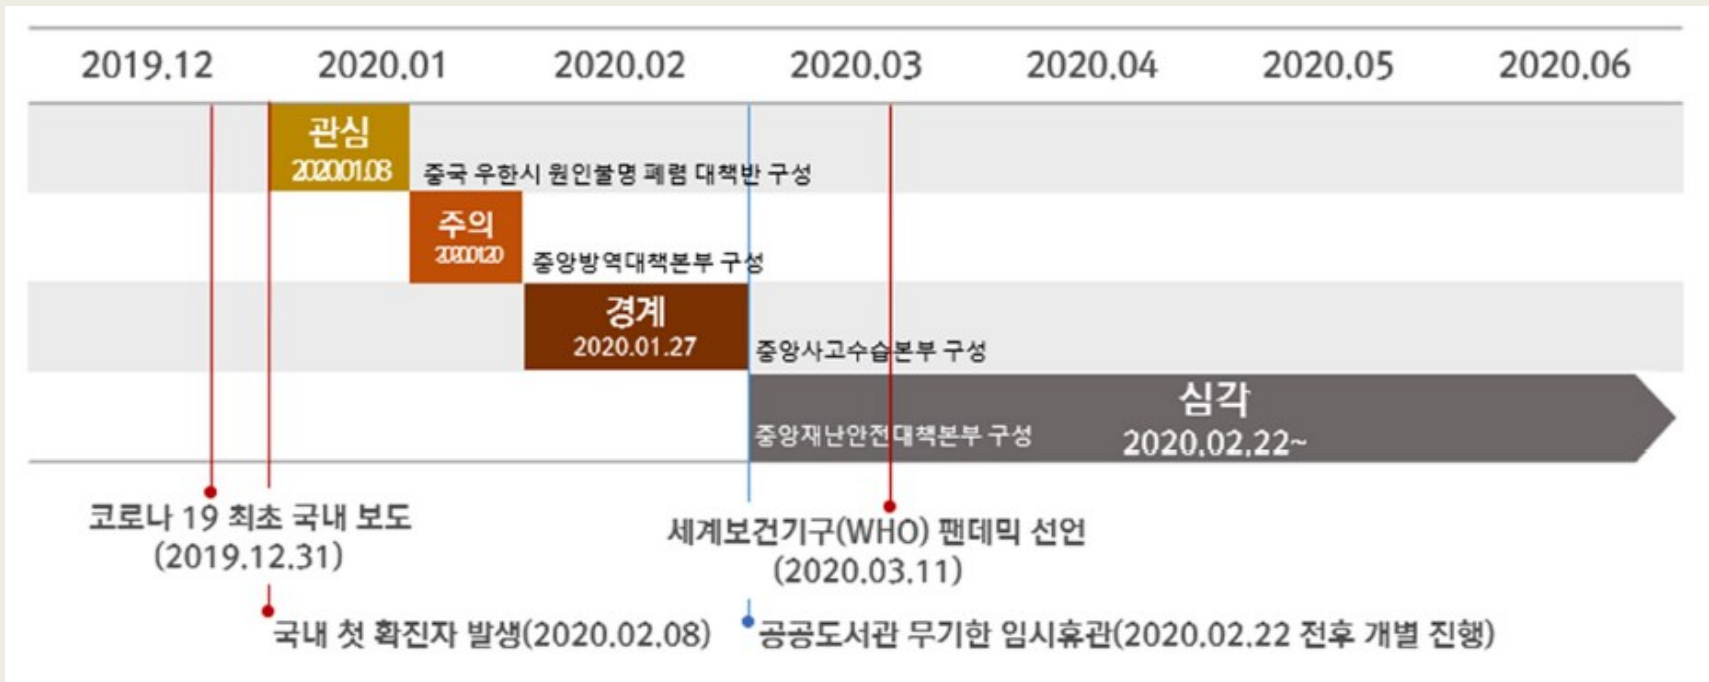 2019.12 2020.01 2020.02 2020.03 2020.04 2020.05 2020.06
관심
2020.01.08
중국 우한시 원인불명 폐렴 대책반 구성
주의
2020.01.20
중앙방역대책본부 구성
경계
2020.01.27
중앙사고수습본부 구성
심각
중앙재난안전대책본부 구성
2020.02.22~
코로나 19 최초 국내 보도
(2019.12.31)
세계보건기구(WHO) 팬데믹 선언
(2020.03.11)
국내 첫 확진자 발생(2020.02.08)
공공도서관 무기한 임시휴관(2020.02.22 전후 개별 진행)